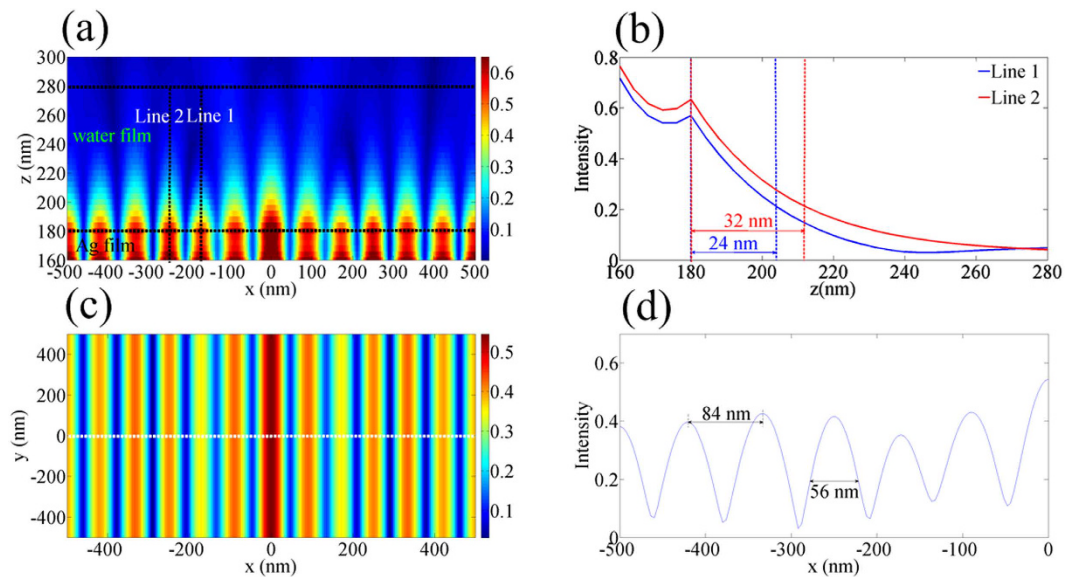 (a)
300
280
260
240
220
200
180
160
z (nm)
Line 2 Line 1
water film
Ag film
-500 -400 -300 -200 -100 0 100 200 300 400 500
x (nm)
0.6
0.5
0.4
0.3
0.2
0.1
(b)
0.8
0.6
0.4
0.2
0
Intensity
Line 1
Line 2
32 nm
24 nm
160 180 200 220 240 260 280
z(nm)
(c)
400
200
0
-200
-400
y (nm)
-400 -200 0 200 400
x (nm)
0.5
0.4
0.3
0.2
0.1
(d)
0.6
0.4
0.2
0
Intensity
84 nm
56 nm
-500 -400 -300 -200 -100 0
x (nm)